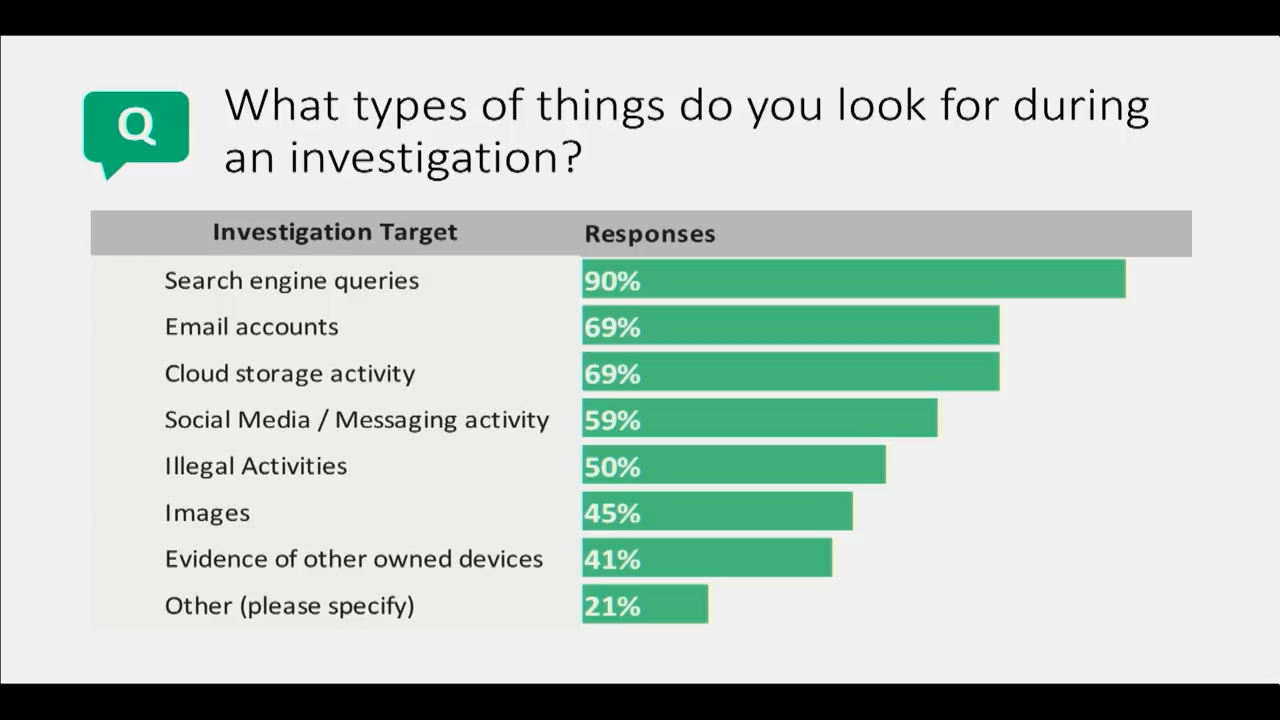 Q
What types of things do you look for during
an investigation?
Investigation Target Responses
Search engine queries 90%
Email accounts 69%
Cloud storage activity 69%
Social Media / Messaging activity 59%
Illegal Activities 50%
Images 45%
Evidence of other owned devices 41%
Other (please specify) 21%